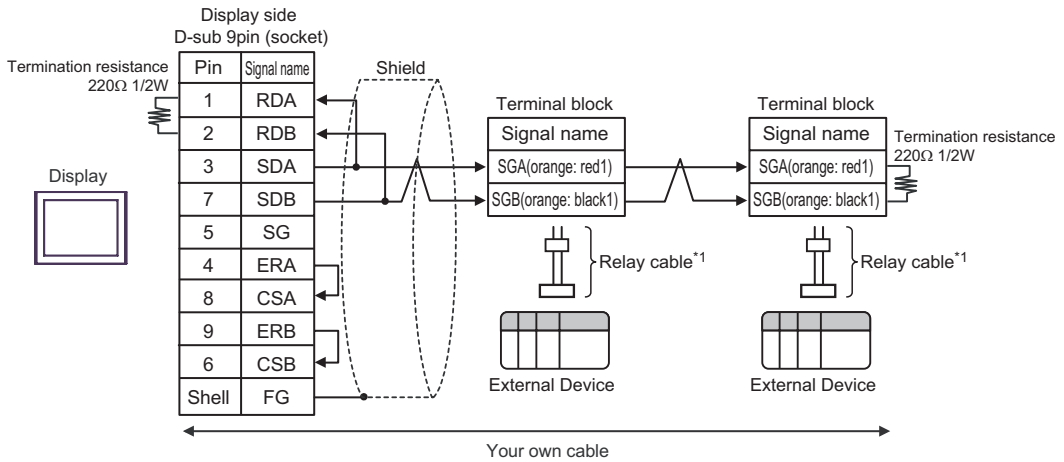 Display side
D-sub 9pin (socket)
Termination resistance
220Ω 1/2W
Pin Signal name
1 RDA
2 RDB
3 SDA
7 SDB
5 SG
4 ERA
8 CSA
9 ERB
6 CSB
Shell FG
Display
Shield
Terminal block
Signal name
SGA(orange: red1)
SGB(orange: black1)
Relay cable*1
External Device
Terminal block
Signal name
SGA(orange: red1)
SGB(orange: black1)
Termination resistance
220Ω 1/2W
Relay cable*1
External Device
Your own cable